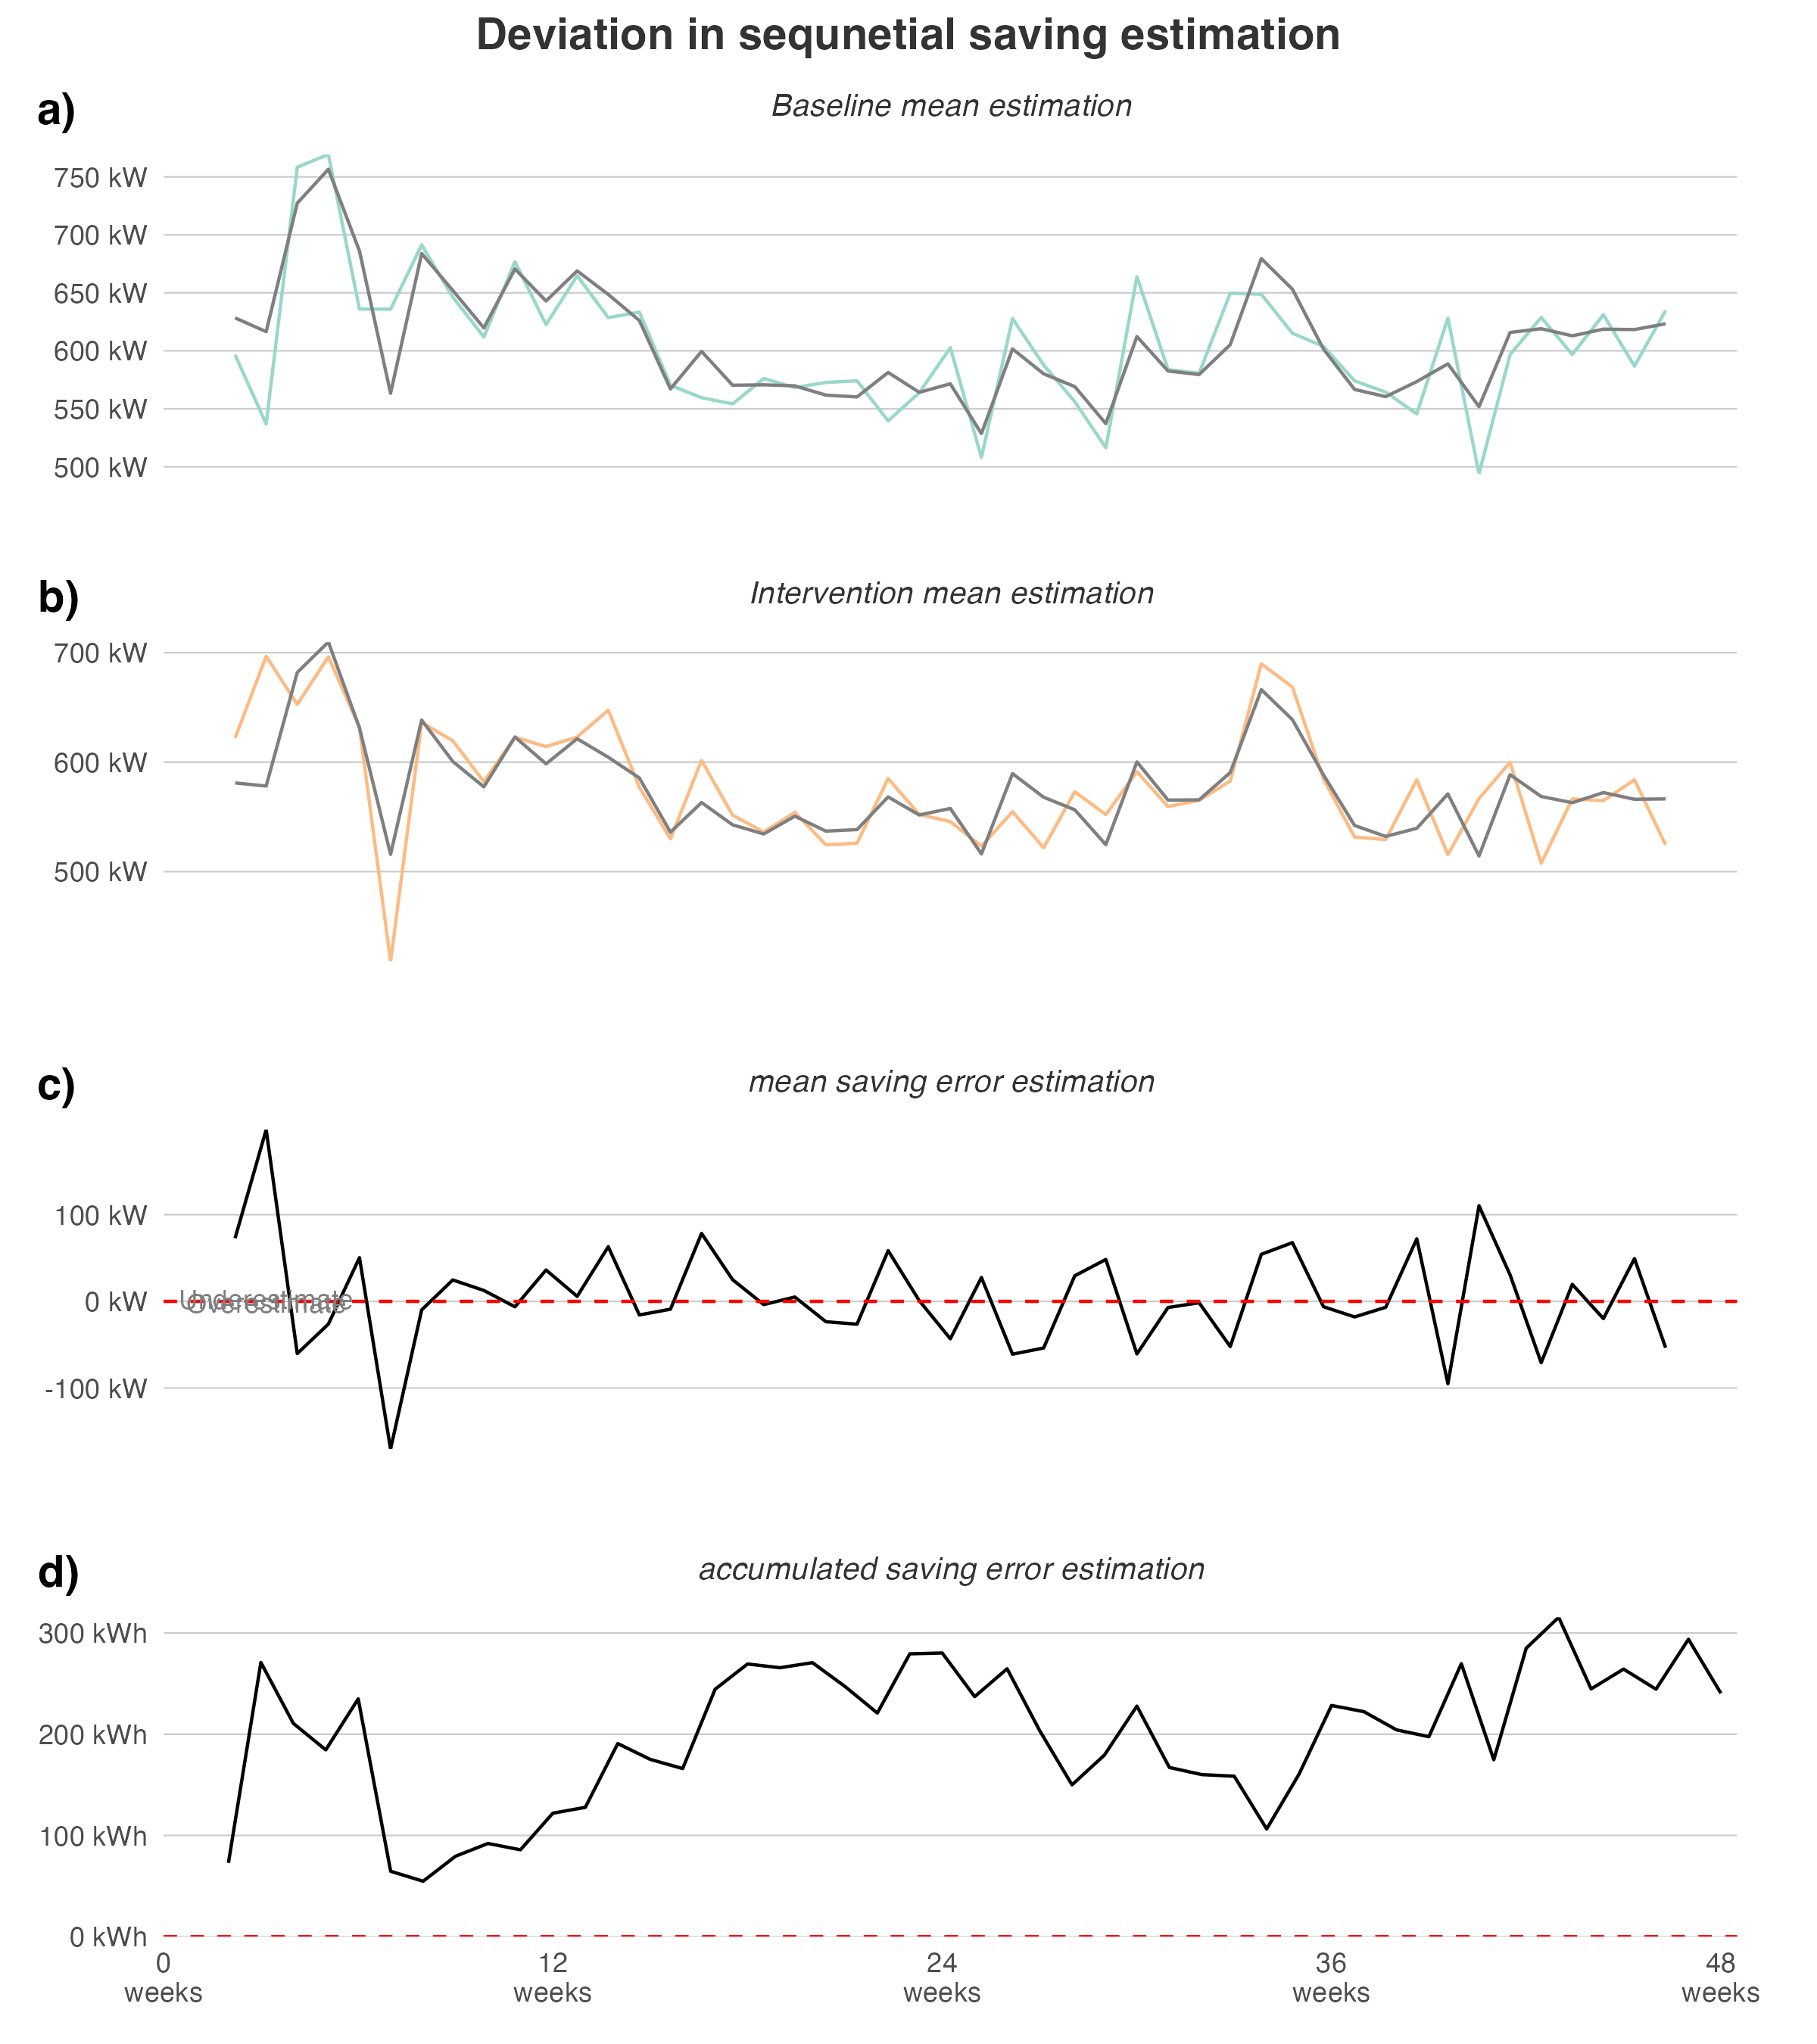 Deviation in sequnetial saving estimation
a)
Baseline mean estimation
750 kW
700 kW
650 kW
600 kW
550 kW
500 kW
b)
Intervention mean estimation
700 kW
600 kW
500 kW
c)
mean saving error estimation
100 kW
0 kW
Underestimate
Overestimate
-100 kW
d)
accumulated saving error estimation
300 kWh
200 kWh
100 kWh
0 kWh
0 12 24 36 48
weeks weeks weeks weeks weeks